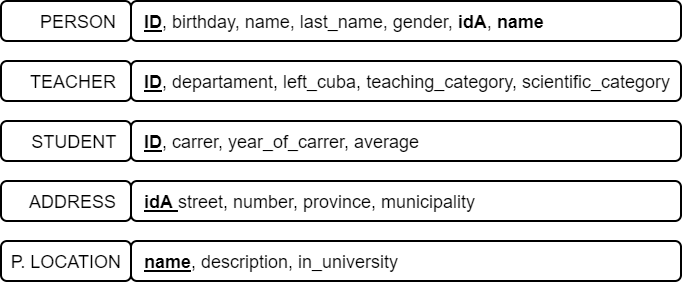 PERSON ID, birthday, name, last_name, gender, idA, name
TEACHER ID, departament, left_cuba, teaching_category, scientific_category
STUDENT ID, carrer, year_of_carrer, average
ADDRESS idA street, number, province, municipality
P. LOCATION name, description, in_university